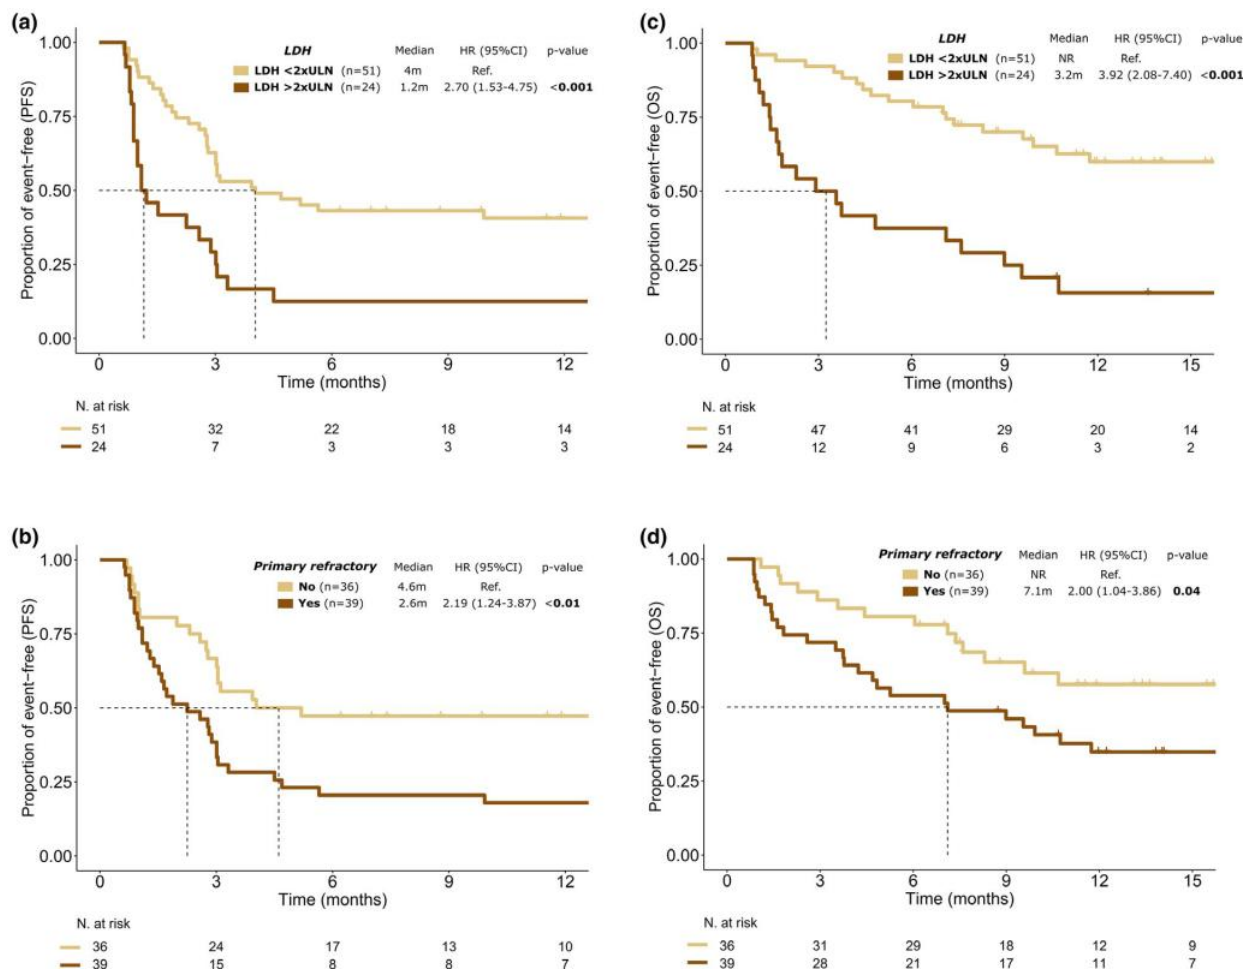 (a)
LDH Median HR (95%CI) p-value
LDH <2xULN (n=51) 4m Ref.
LDH >2xULN (n=24) 1.2m 2.70 (1.53-4.75) <0.001
Proportion of event-free (PFS)
1.00
0.75
0.50
0.25
0.00
0 3 6 9 12
Time (months)
N. at risk
51 32 22 18 14
24 7 3 3 3
(c)
LDH Median HR (95%CI) p-value
LDH <2xULN (n=51) NR Ref.
LDH >2xULN (n=24) 3.2m 3.92 (2.08-7.40) <0.001
Proportion of event-free (OS)
1.00
0.75
0.50
0.25
0.00
0 3 6 9 12 15
Time (months)
N. at risk
51 47 41 29 20 14
24 12 9 6 3 2
(b)
Primary refractory Median HR (95%CI) p-value
No (n=36) 4.6m Ref.
Yes (n=39) 2.6m 2.19 (1.24-3.87) <0.01
Proportion of event-free (PFS)
1.00
0.75
0.50
0.25
0.00
0 3 6 9 12
Time (months)
N. at risk
36 24 17 13 10
39 15 8 8 7
(d)
Primary refractory Median HR (95%CI) p-value
No (n=36) NR Ref.
Yes (n=39) 7.1m 2.00 (1.04-3.86) 0.04
Proportion of event-free (OS)
1.00
0.75
0.50
0.25
0.00
0 3 6 9 12 15
Time (months)
N. at risk
36 31 29 18 12 9
39 28 21 17 11 7